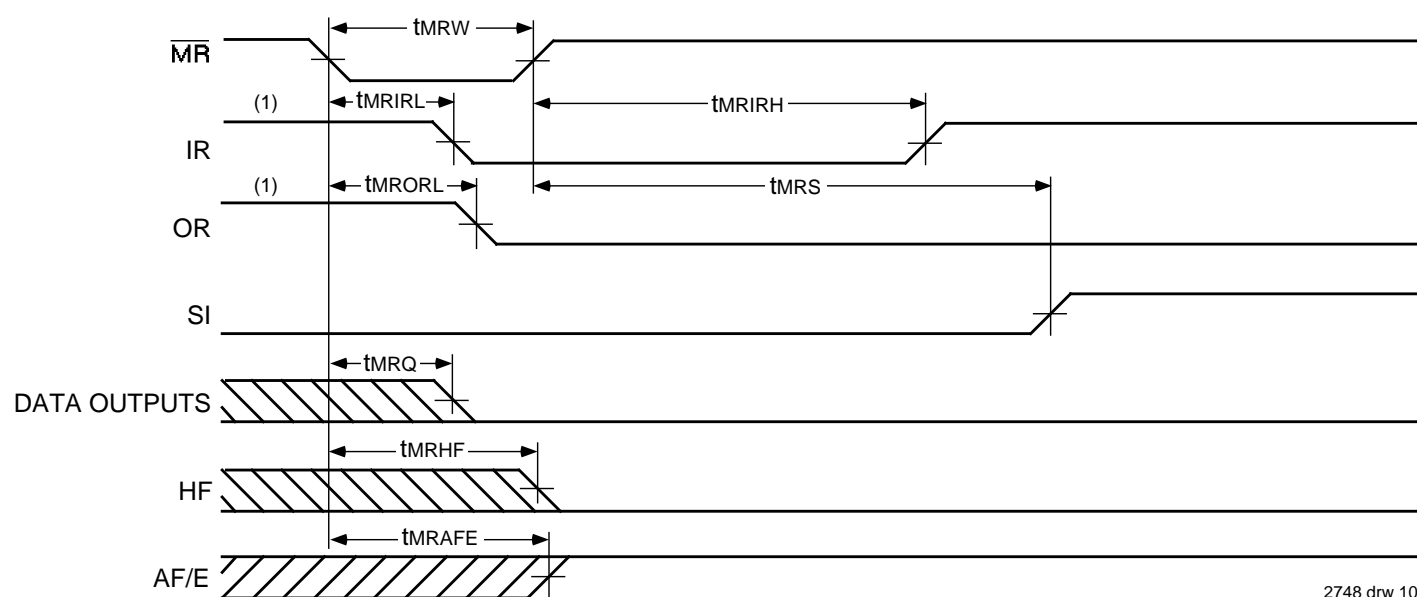 tMRW
MR
(1) tMRIRL tMRIRH
IR
(1) tMRORL tMRS
OR
SI
tMRQ
DATA OUTPUTS
tMRHF
HF
tMRAFE
AF/E
2748 drw 10